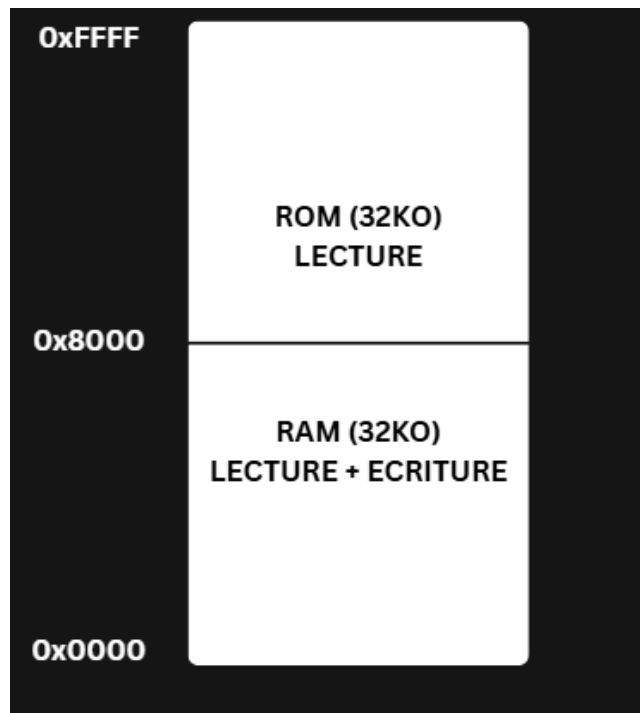 0xFFFF
ROM (32KO)
LECTURE
0x8000
RAM (32KO)
LECTURE + ECRITURE
0x0000